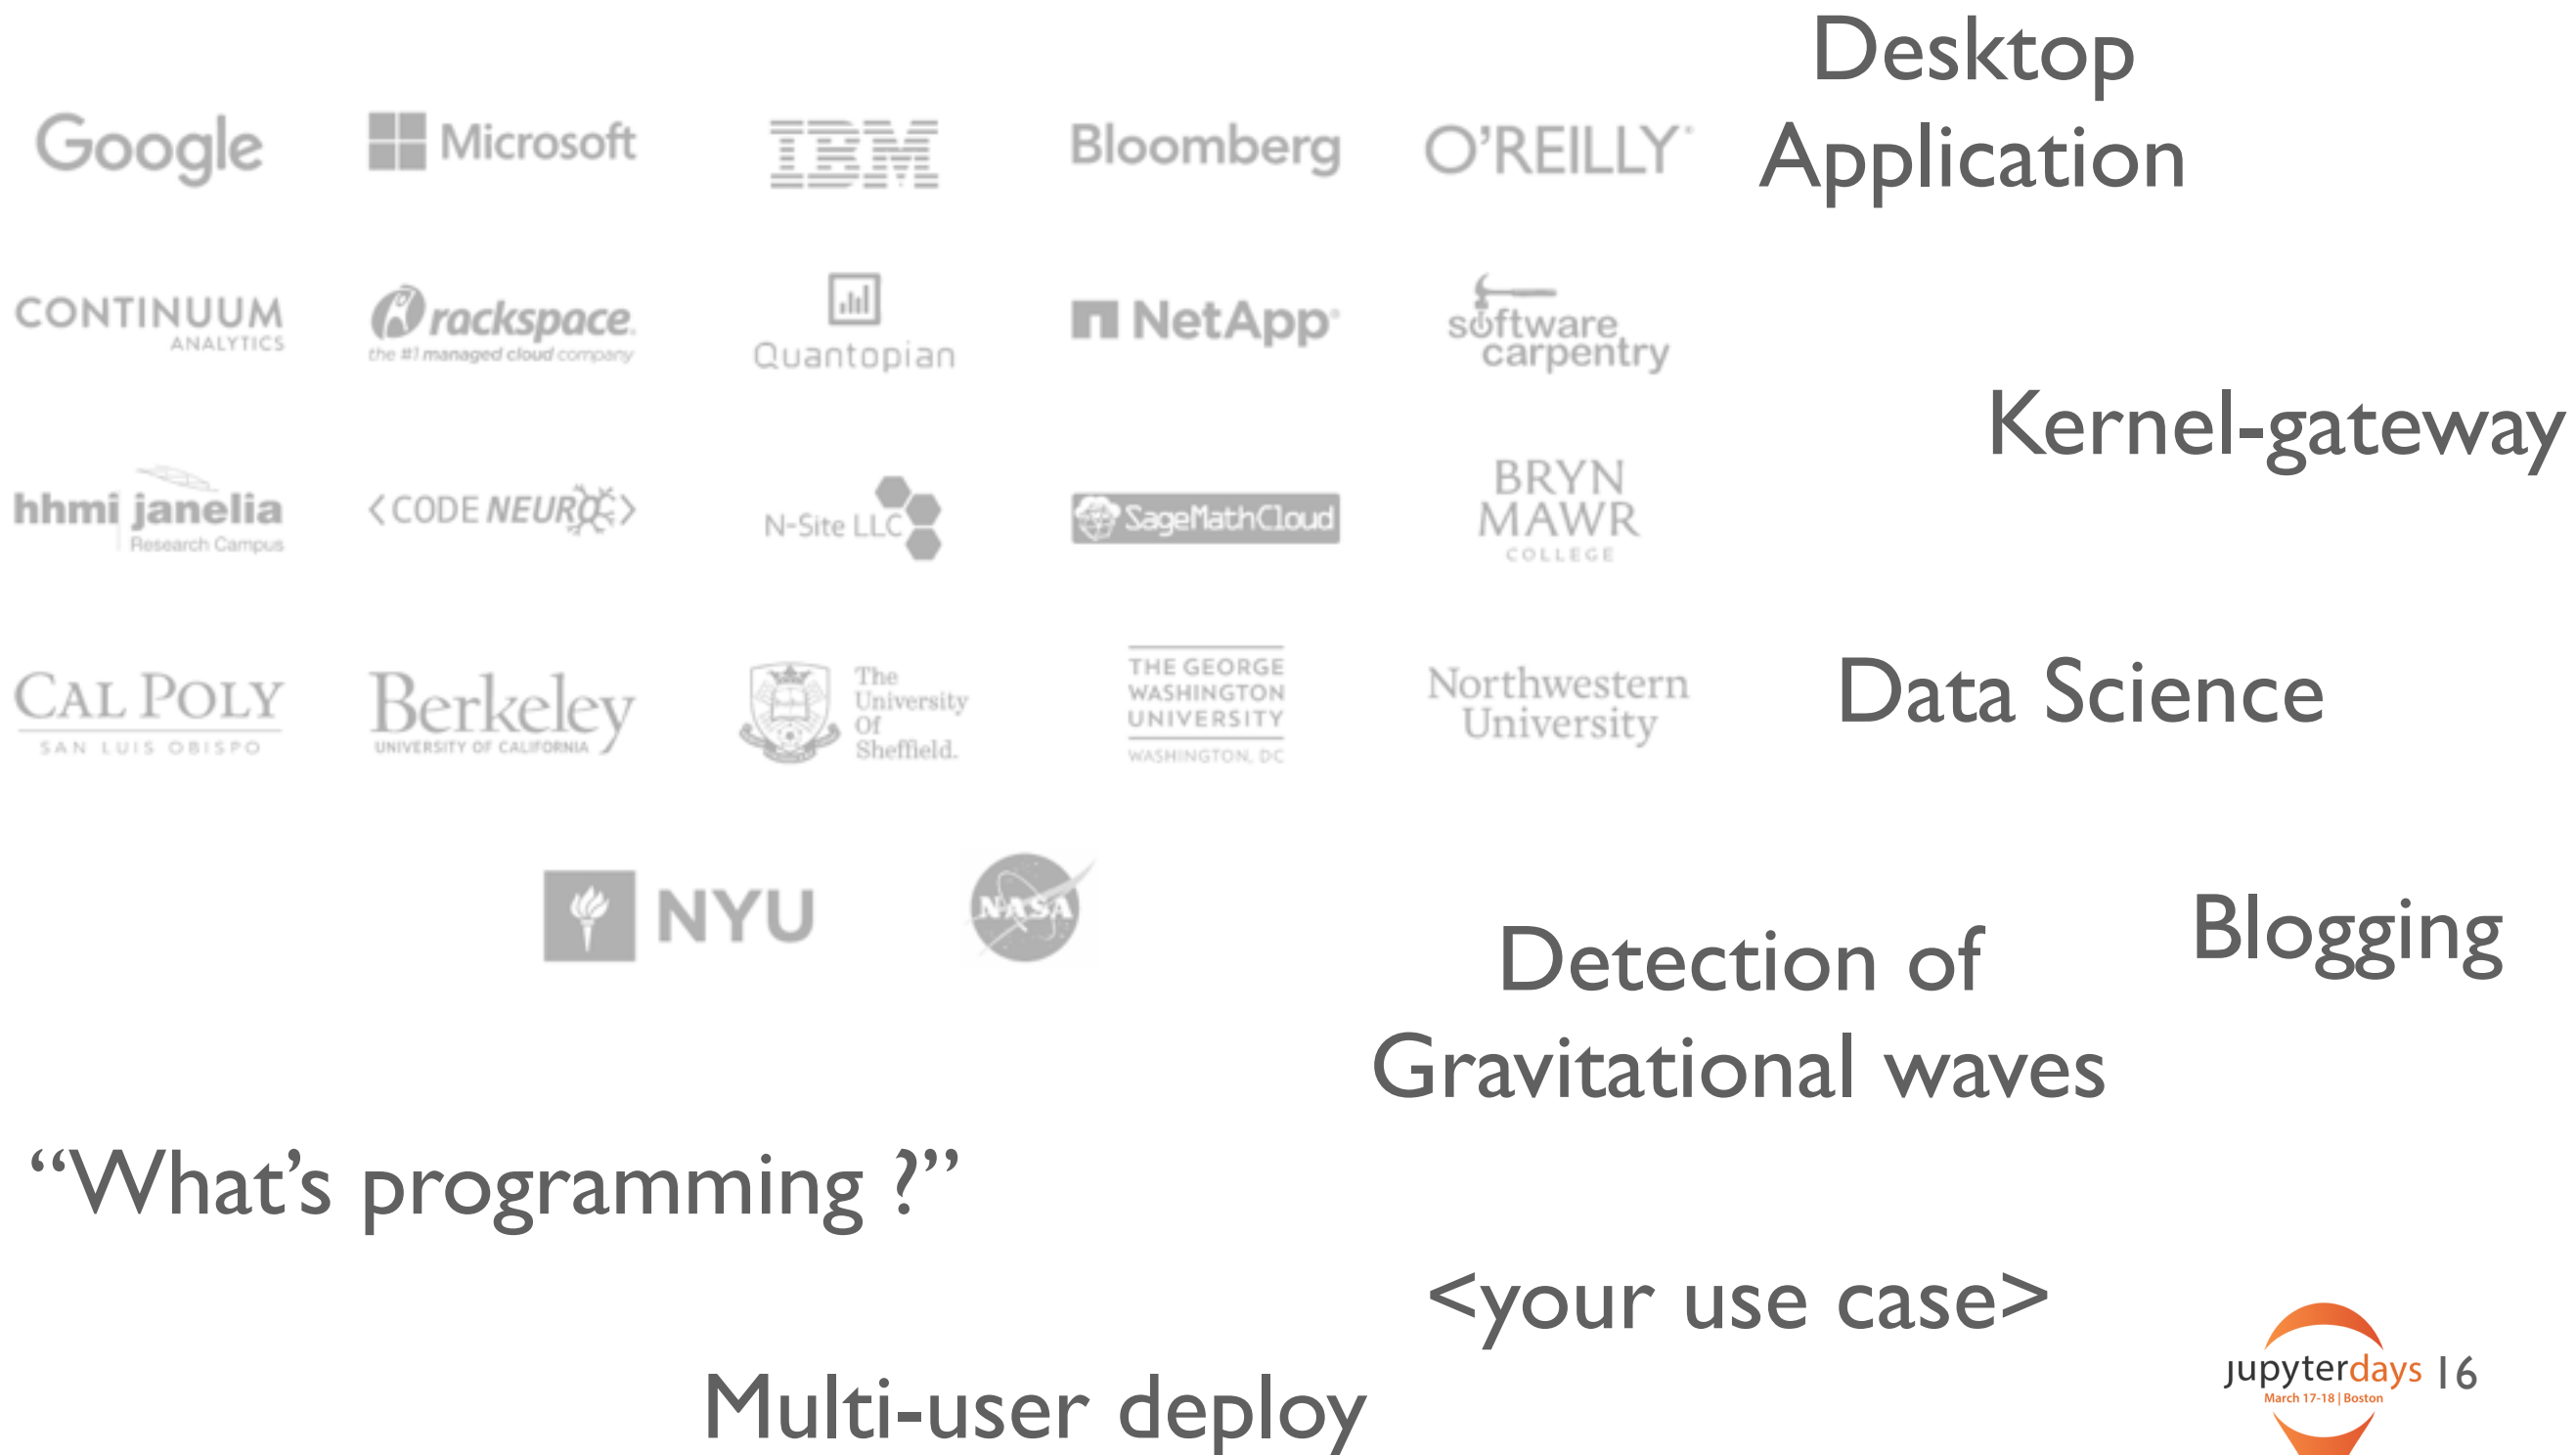 Desktop
Application
Google
Microsoft
IBM
Bloomberg
O'REILLY
CONTINUUM
ANALYTICS
rackspace.
the #1 managed cloud company
Quantopian
NetApp
software
carpentry
Kernel-gateway
hhmi janelia
Research Campus
<CODE NEURO>
N-Site LLC
SageMathCloud
BRYN
MAWR
COLLEGE
CAL POLY
SAN LUIS OBISPO
Berkeley
UNIVERSITY OF CALIFORNIA
The
University
Of
Sheffield.
THE GEORGE
WASHINGTON
UNIVERSITY
WASHINGTON, DC
Northwestern
University
Data Science
NYU
NASA
Detection of
Gravitational waves
Blogging
“What’s programming ?”
<your use case>
Multi-user deploy
jupyterdays
March 17-18 | Boston
16